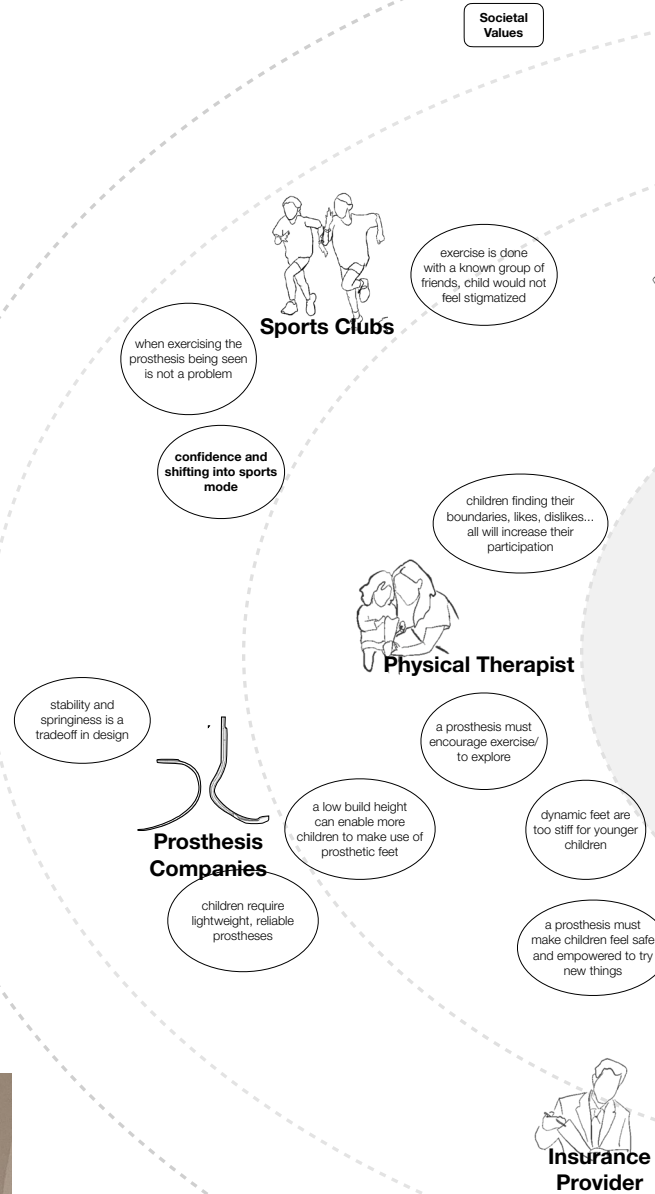 Societal
Values
exercise is done
with a known group of
friends, child would not
feel stigmatized
Sports Clubs
when exercising the
prosthesis being seen
is not a problem
confidence and
shifting into sports
mode
children finding their
boundaries, likes, dislikes...
all will increase their
participation
Physical Therapist
stability and
springiness is a
tradeoff in design
a prosthesis must
encourage exercise/
to explore
a low build height
can enable more
children to make use of
prosthetic feet
dynamic feet are
too stiff for younger
children
Prosthesis
Companies
children require
lightweight, reliable
prostheses
a prosthesis must
make children feel safe
and empowered to try
new things
Insurance
Provider